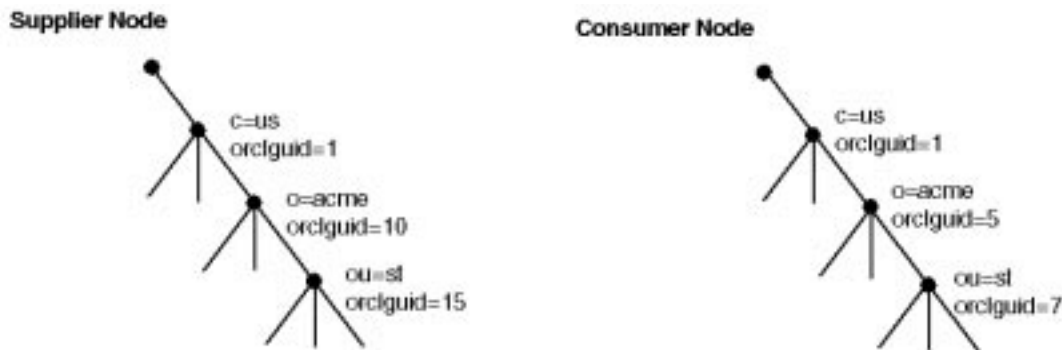 Supplier Node
c=us
orclguid=1
o=acme
orclguid=10
ou=st
orclguid=15
Consumer Node
c=us
orclguid=1
o=acme
orclguid=5
ou=sl
orclguid=7